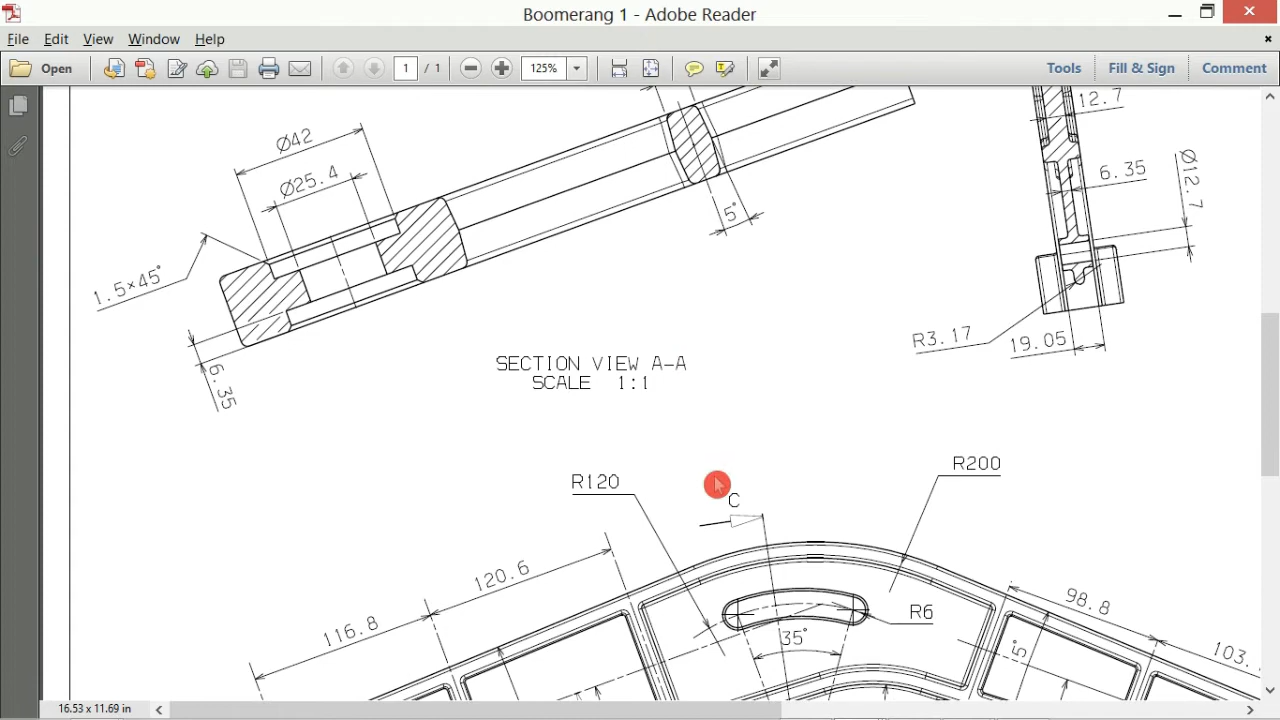 Boomerang 1 - Adobe Reader
File Edit View Window Help
Open 1 / 1 125% Tools Fill & Sign Comment
12.7
Ø42
Ø25.4
6.35
Ø12.7
5°
1.5×45°
R3.17
19.05
6.35
SECTION VIEW A-A
SCALE 1:1
R120
R200
C
120.6
98.8
116.8
R6
35°
5°
103.
16.53 x 11.69 in